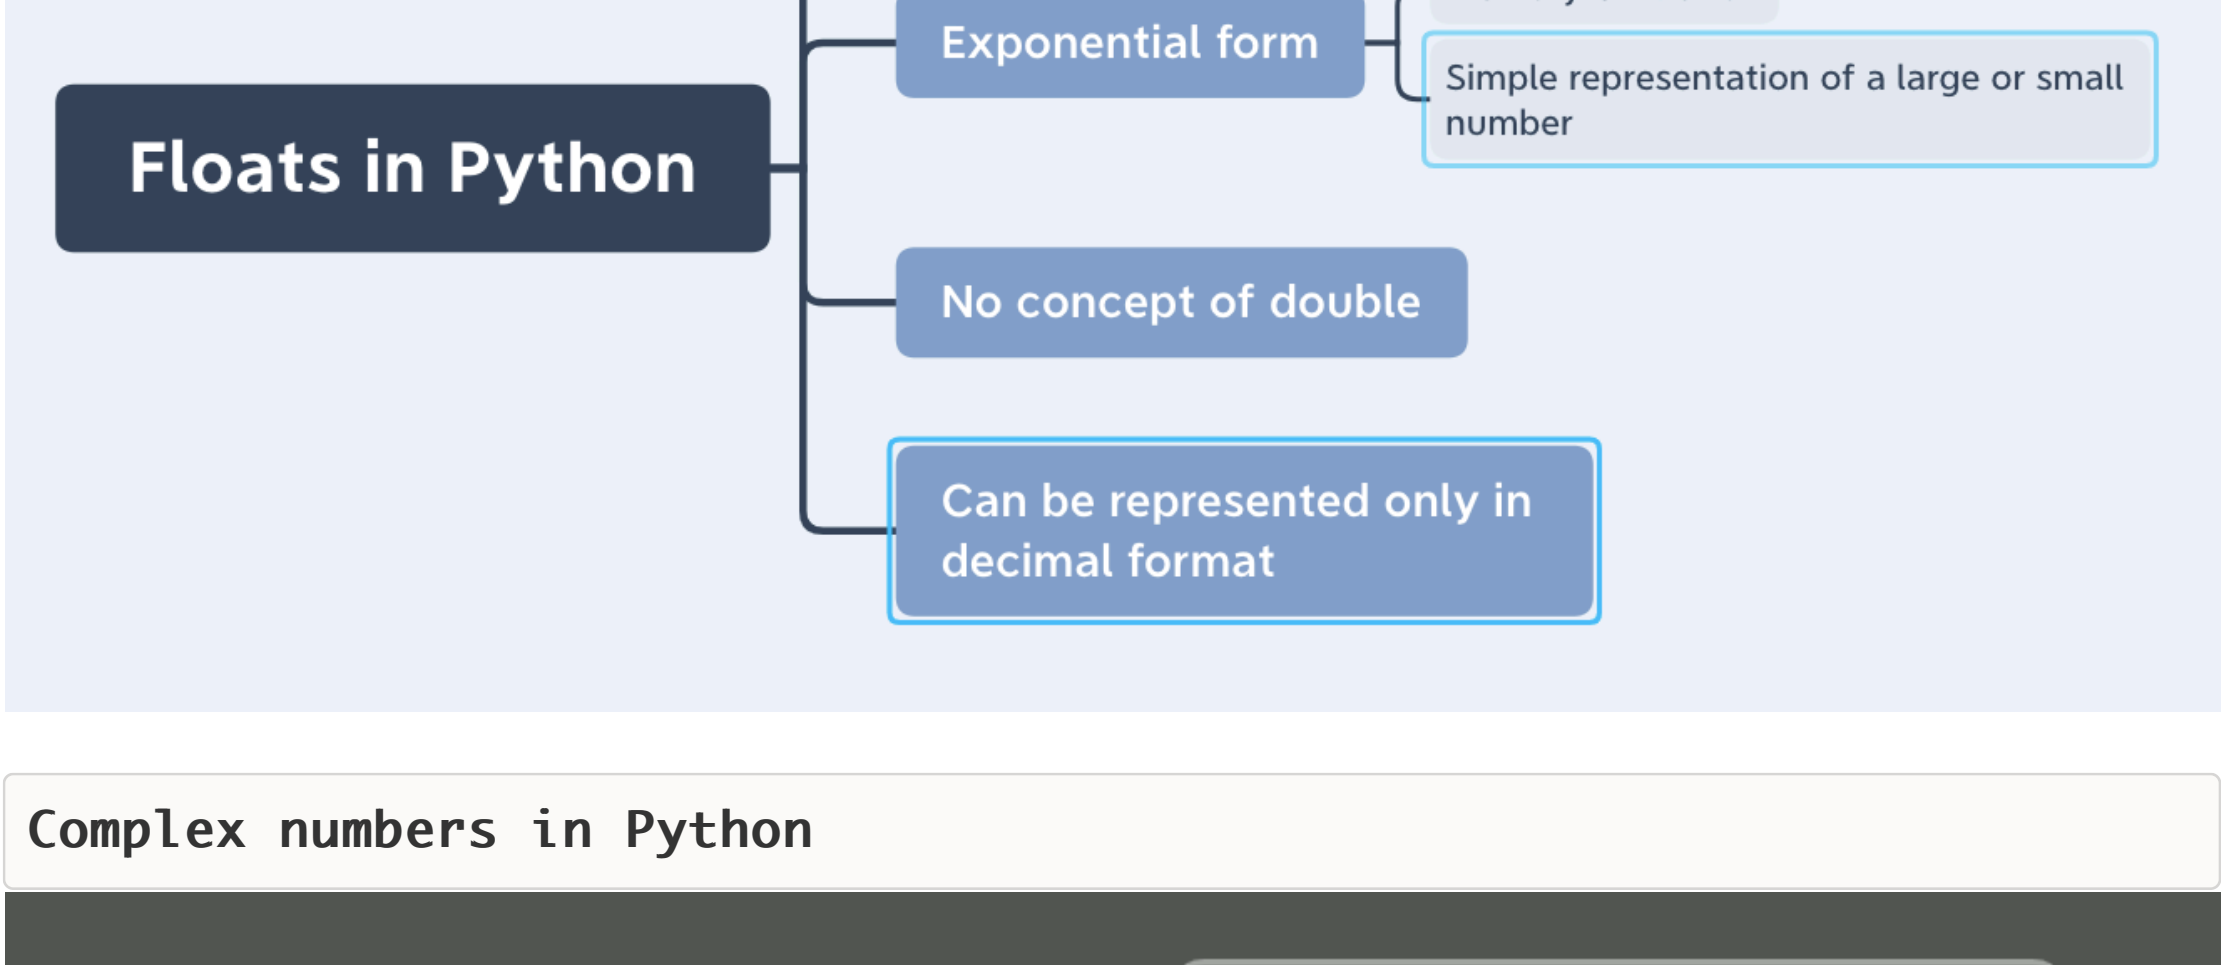 Exponential form
Simple representation of a large or small
number
Floats in Python
No concept of double
Can be represented only in
decimal format
Complex numbers in Python